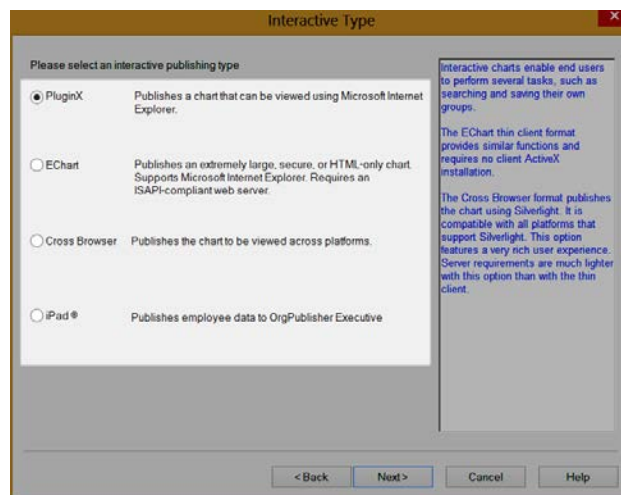 Interactive Type
Please select an interactive publishing type
PluginX
Publishes a chart that can be viewed using Microsoft Internet
Explorer.
EChart
Publishes an extremely large, secure, or HTML-only chart.
Supports Microsoft Internet Explorer. Requires an
ISAPI-compliant web server.
Cross Browser
Publishes the chart to be viewed across platforms.
iPad ®
Publishes employee data to OrgPublisher Executive
Interactive charts enable end users
to perform several tasks, such as
searching and saving their own
groups.
The EChart thin client format
provides similar functions and
requires no client ActiveX
installation.
The Cross Browser format publishes
the chart using Silverlight. It is
compatible with all platforms that
support Silverlight. This option
features a very rich user experience.
Server requirements are much lighter
with this option than with the thin
client.
< Back
Next >
Cancel
Help